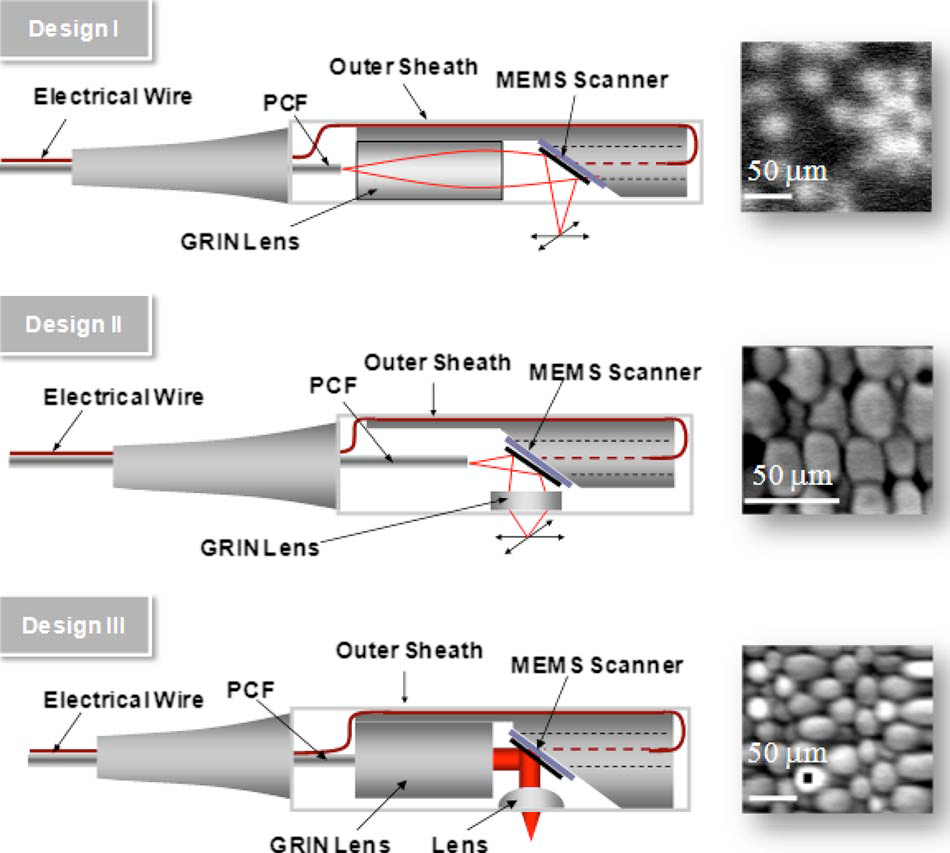 Design I
Outer Sheath
MEMS Scanner
Electrical Wire
PCF
GRIN Lens
50 μm
Design II
Outer Sheath
PCF
MEMS Scanner
Electrical Wire
GRIN Lens
50 μm
Design III
Outer Sheath
MEMS Scanner
PCF
Electrical Wire
GRIN Lens
Lens
50 μm